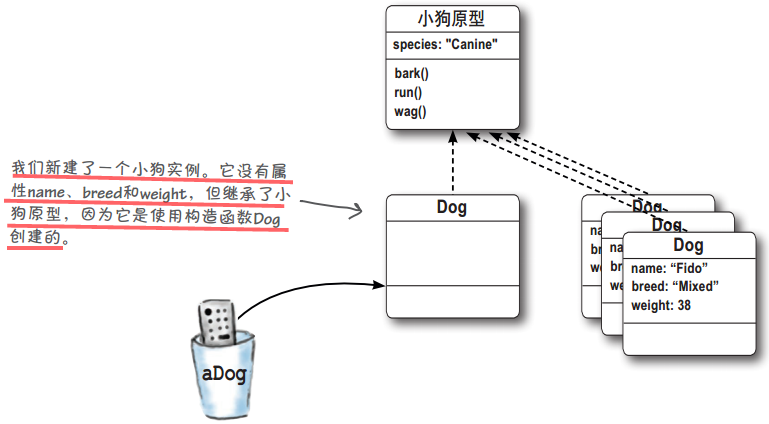 小狗原型
species: "Canine"
bark()
run()
wag()
我们新建了一个小狗实例。它没有属
性name、breed和weight，但继承了小
狗原型，因为它是使用构造函数Dog
创建的。
Dog
Dog
na
br
we
Dog
na
br
we
Dog
name: “Fido”
breed: “Mixed”
weight: 38
aDog